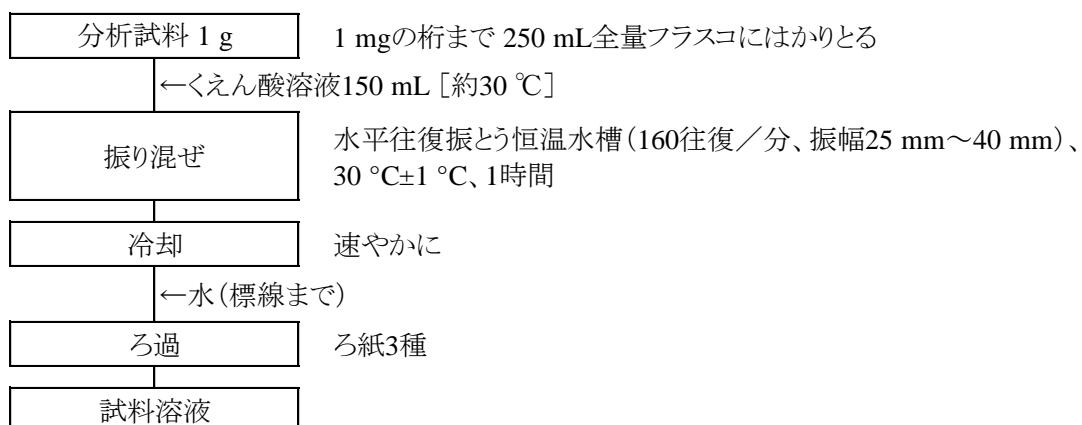 分析試料 1 g
1 mgの桁まで 250 mL全量フラスコにはかりとる
←くえん酸溶液150 mL [約30 ℃]
振り混ぜ
水平往復振とう恒温水槽(160往復/分、振幅25 mm~40 mm)、
30 °C±1 °C、1時間
冷却
速やかに
←水(標線まで)
ろ過
ろ紙3種
試料溶液